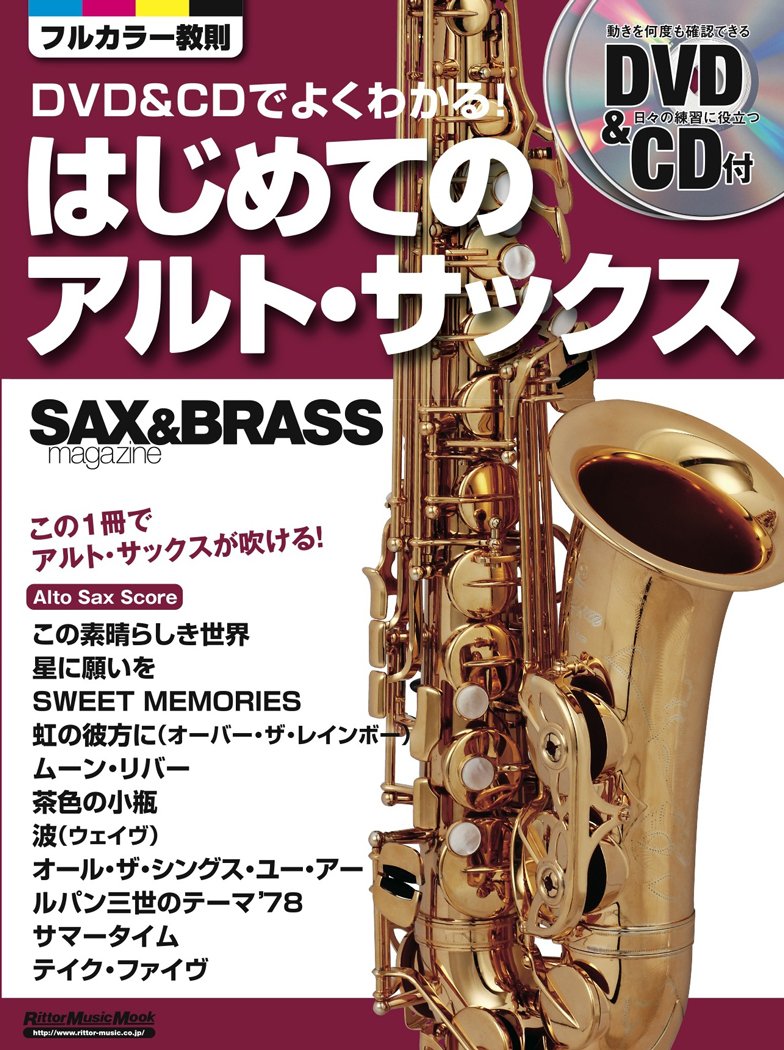 フルカラー教則
動きを何度も確認できる
DVD
日々の練習に役立つ
&CD付
DVD&CDでよくわかる!
はじめての
アルト・サックス
SAX&BRASS
magazine
この1冊で
アルト・サックスが吹ける!
Alto Sax Score
この素晴らしき世界
星に願いを
SWEET MEMORIES
虹の彼方に(オーバー・ザ・レインボー)
ムーン・リバー
茶色の小瓶
波(ウェイヴ)
オール・ザ・シングス・ユー・アー
ルパン三世のテーマ'78
サマータイム
テイク・ファイヴ
Rittor Music Mook
http://www.rittor-music.co.jp/